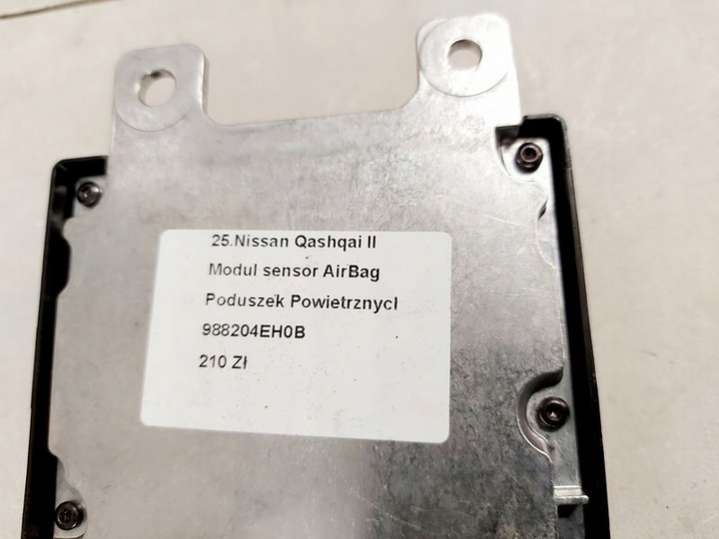 25.Nissan Qashqai II
Modul sensor AirBag
Poduszek Powietrznycl
988204EH0B
210 Zł